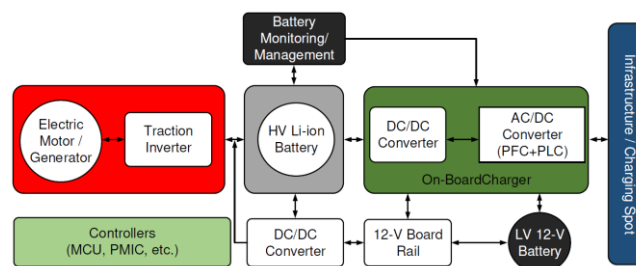 Battery
Monitoring/
Management
Electric
Motor /
Generator
Traction
Inverter
HV Li-ion
Battery
DC/DC
Converter
AC/DC
Converter
(PFC+PLC)
On-BoardCharger
Infrastructure /
Charging Spot
Controllers
(MCU, PMIC, etc.)
DC/DC
Converter
12-V Board
Rail
LV 12-V
Battery